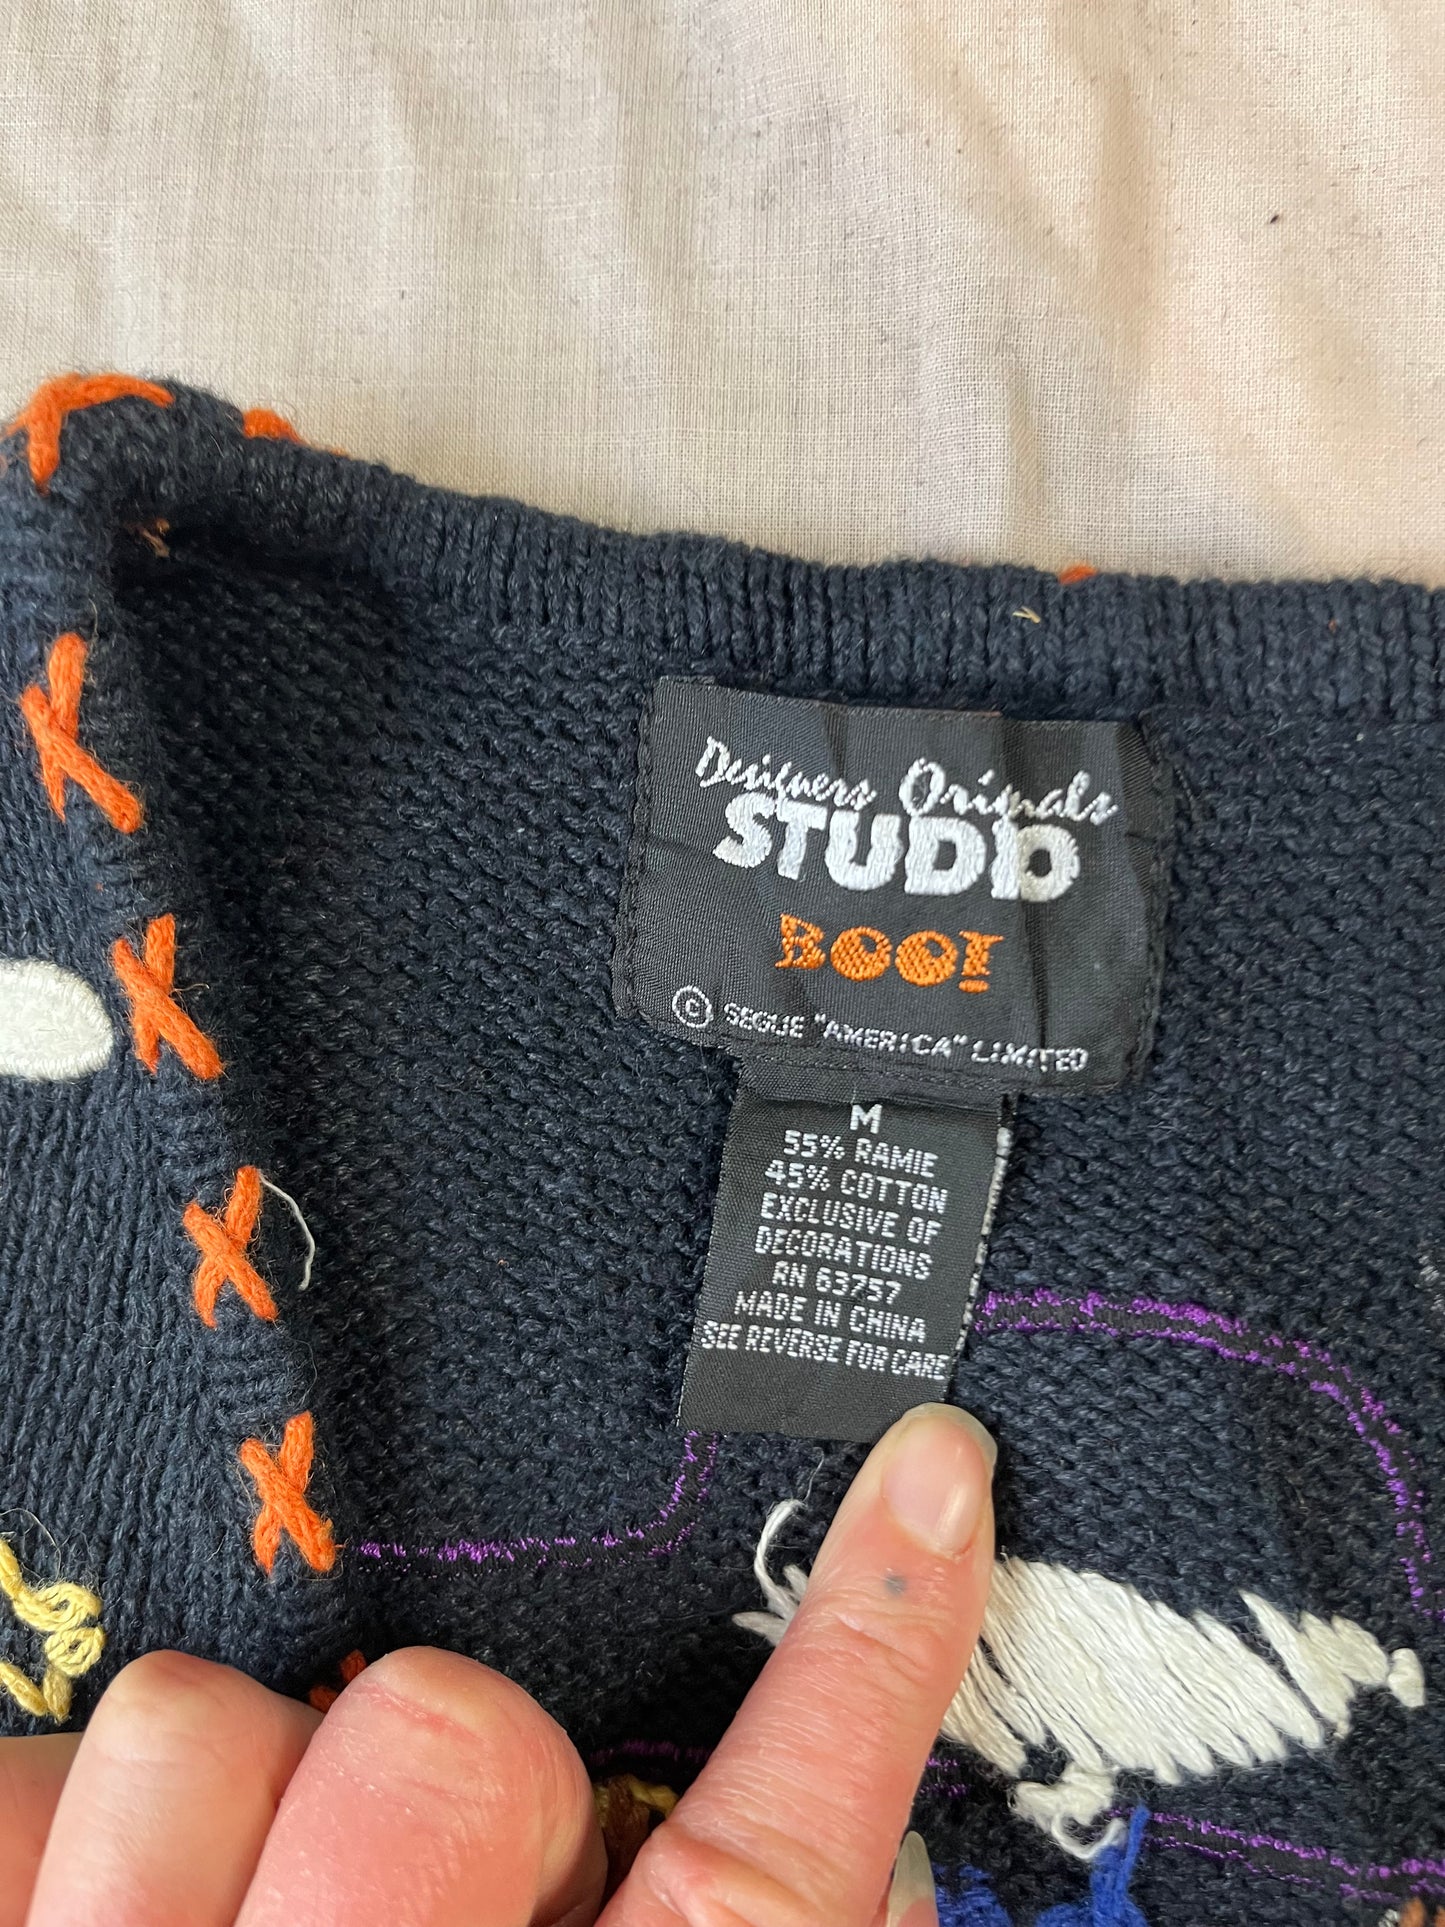 Designers Originals
STUDIO
BOO!
© SEGUE "AMERICA" LIMITED
M
55% RAMIE
45% COTTON
EXCLUSIVE OF
DECORATIONS
RN 63757
MADE IN CHINA
SEE REVERSE FOR CARE